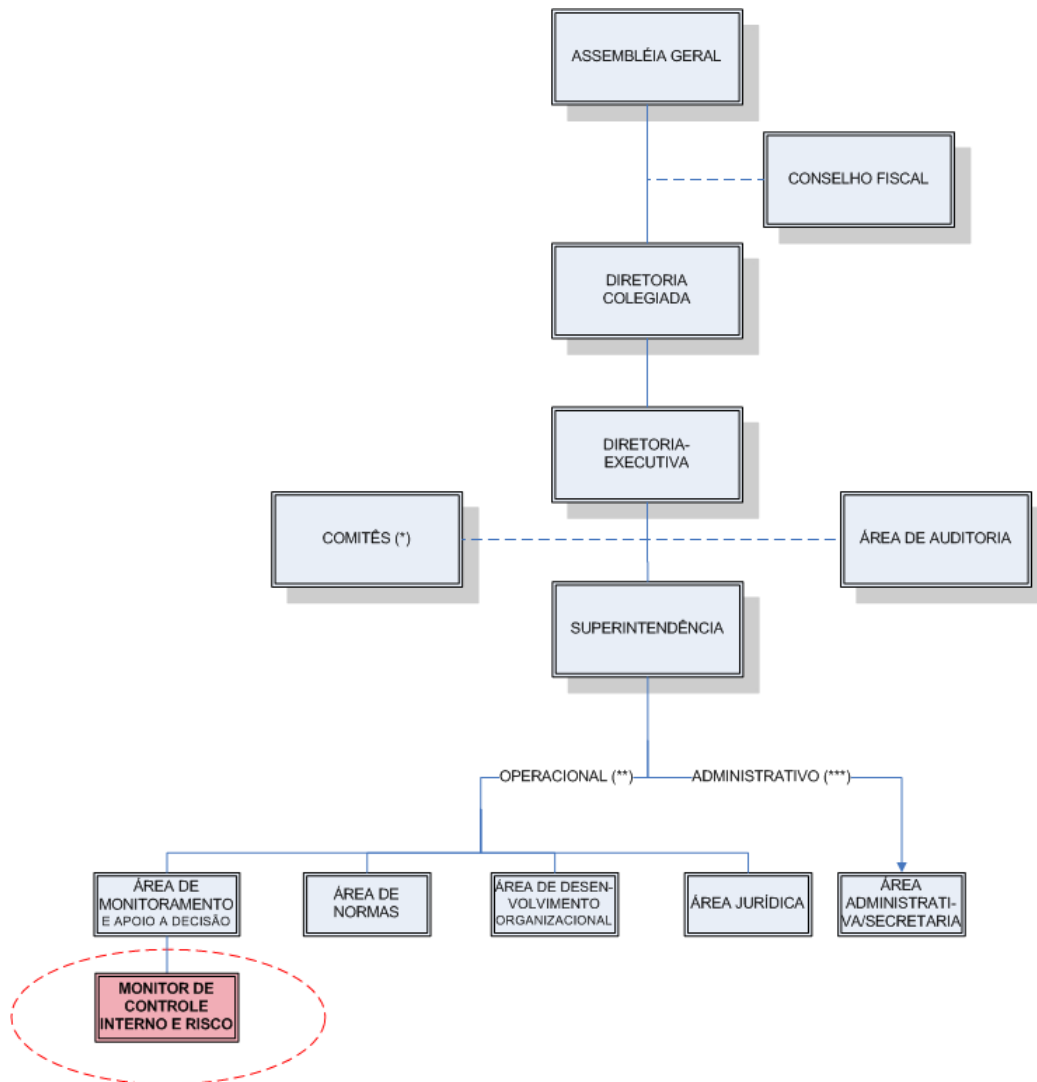 ASSEMBLÉIA GERAL
CONSELHO FISCAL
DIRETORIA
COLEGIADA
DIRETORIA-
EXECUTIVA
COMITÊS (*)
ÁREA DE AUDITORIA
SUPERINTENDÊNCIA
OPERACIONAL (**)
ADMINISTRATIVO (***)
ÁREA DE
MONITORAMENTO
E APOIO A DECISÃO
ÁREA DE
NORMAS
ÁREA DE DESEN-
VOLVIMENTO
ORGANIZACIONAL
ÁREA JURÍDICA
ÁREA
ADMINISTRATI-
VA/SECRETARIA
MONITOR DE
CONTROLE
INTERNO E RISCO